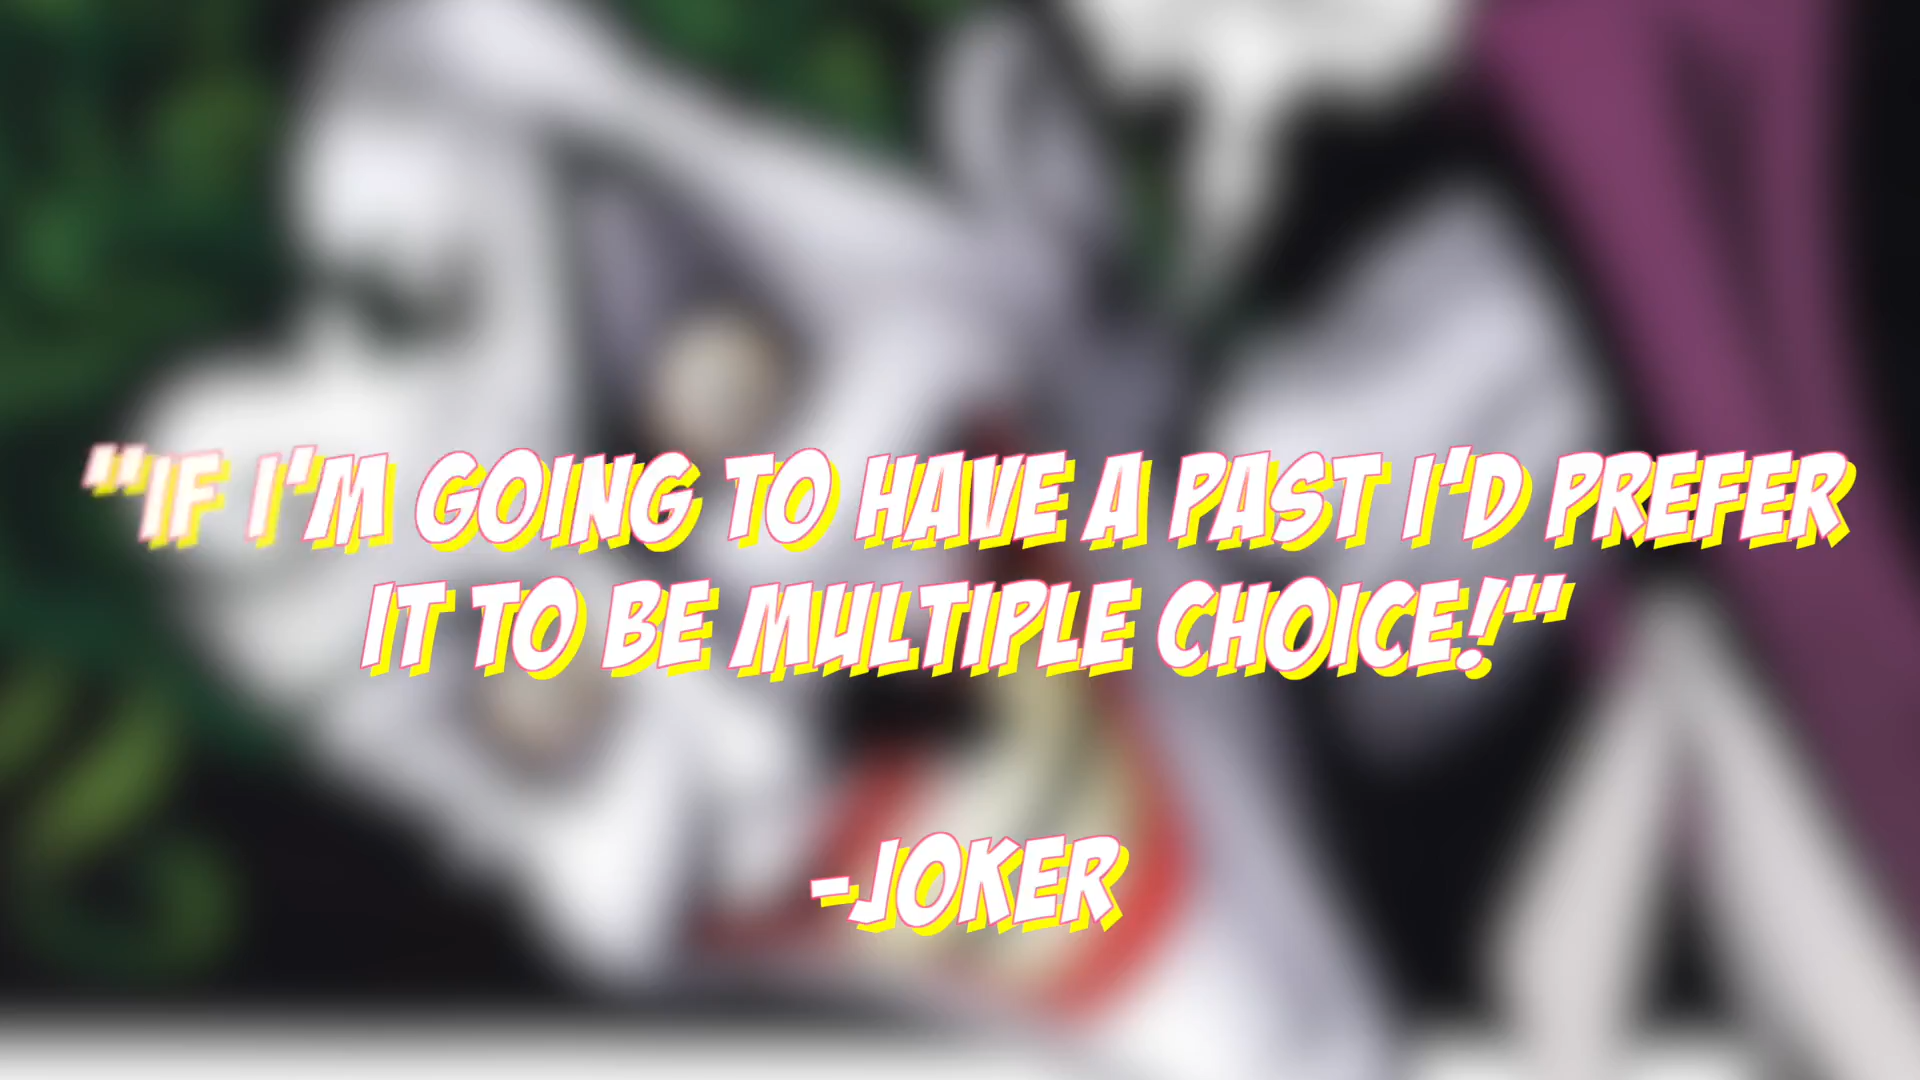 "IF I'M GOING TO HAVE A PAST I'D PREFER
IT TO BE MULTIPLE CHOICE!"
-JOKER